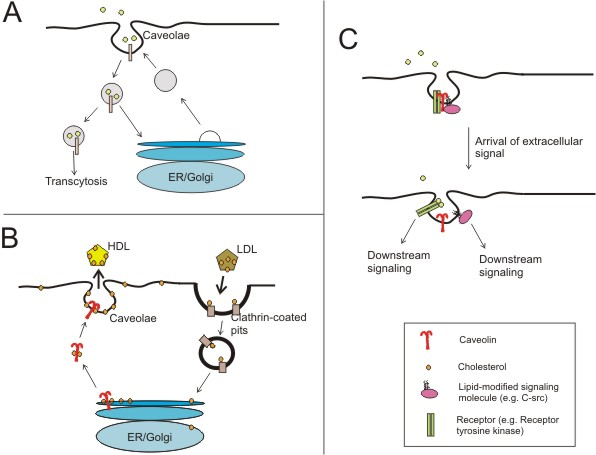 A
Caveolae
Transcytosis
ER/Golgi
B
HDL
LDL
Caveolae
Clathrin-coated
pits
ER/Golgi
C
Arrival of extracellular
signal
Downstream
signaling
Downstream
signaling
Caveolin
Cholesterol
Lipid-modified signaling
molecule (e.g. C-src)
Receptor (e.g. Receptor
tyrosine kinase)